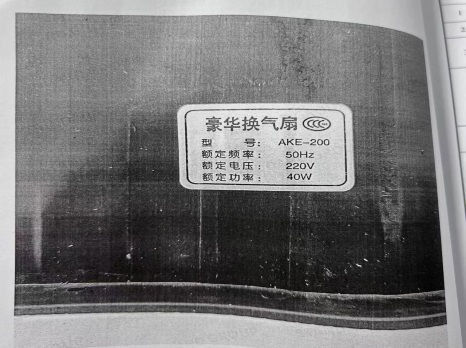 豪华换气扇 CCC
型 号: AKE-200
额定频率: 50Hz
额定电压: 220V
额定功率: 40W